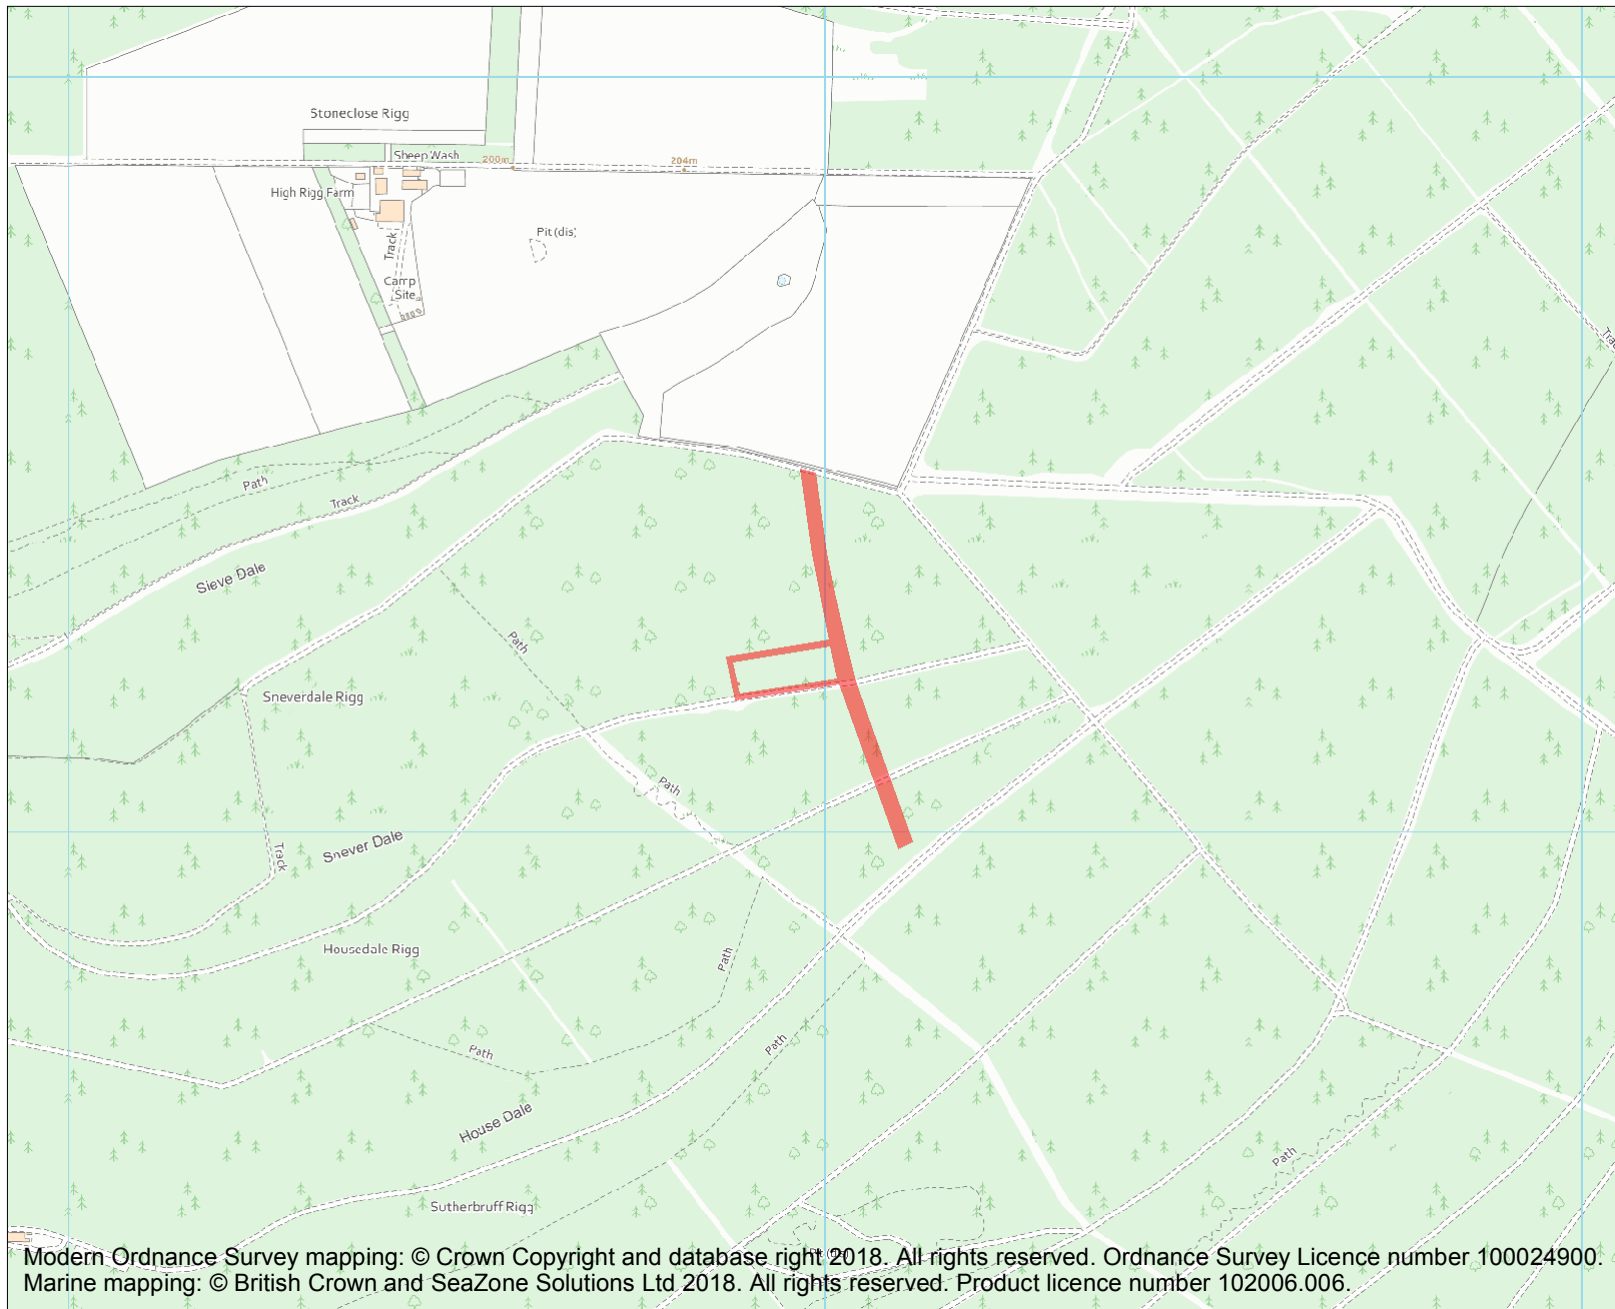 Stoneclose Rigg
Sheep Wash
200m
204m
High Rigg Farm
Track
Pit (dis)
Camp
Site
Path
Track
Sieve Dale
Path
Sneverdale Rigg
Path
Track
Snever Dale
Housedale Rigg
Path
Path
Path
House Dale
Path
Sutherbruff Rigg
Pit (dis)
Modern Ordnance Survey mapping: © Crown Copyright and database right 2018. All rights reserved. Ordnance Survey Licence number 100024900.
Marine mapping: © British Crown and SeaZone Solutions Ltd 2018. All rights reserved. Product licence number 102006.006.